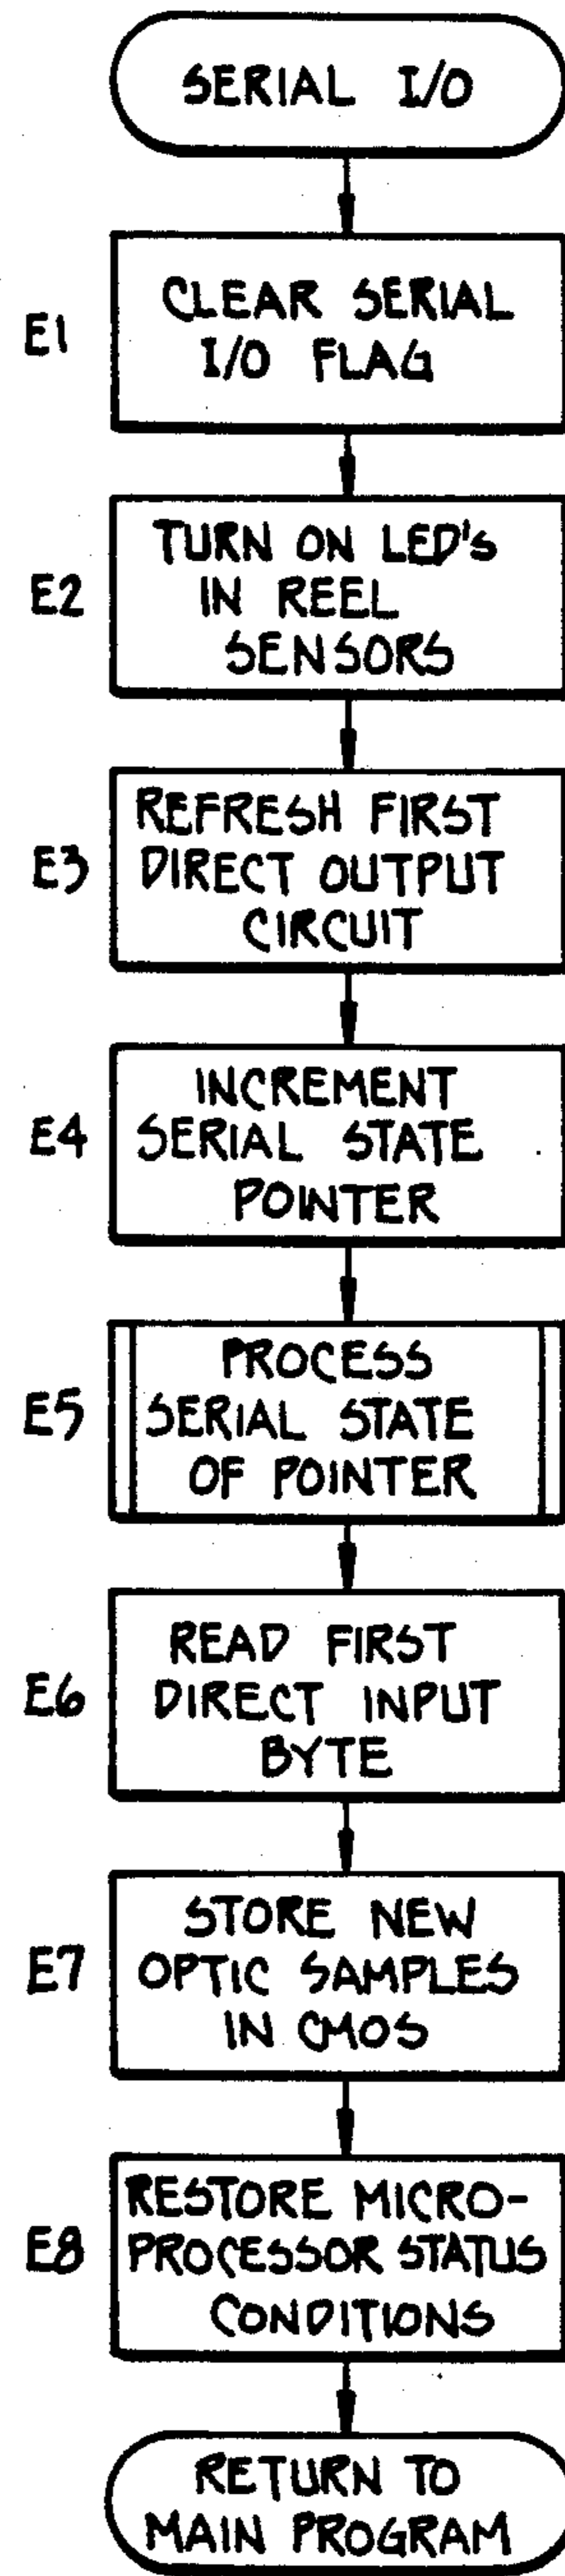 SERIAL I/O
E1
CLEAR SERIAL
I/O FLAG
E2
TURN ON LED's
IN REEL
SENSORS
E3
REFRESH FIRST
DIRECT OUTPUT
CIRCUIT
E4
INCREMENT
SERIAL STATE
POINTER
E5
PROCESS
SERIAL STATE
OF POINTER
E6
READ FIRST
DIRECT INPUT
BYTE
E7
STORE NEW
OPTIC SAMPLES
IN CMOS
E8
RESTORE MICRO-
PROCESSOR STATUS
CONDITIONS
RETURN TO
MAIN PROGRAM